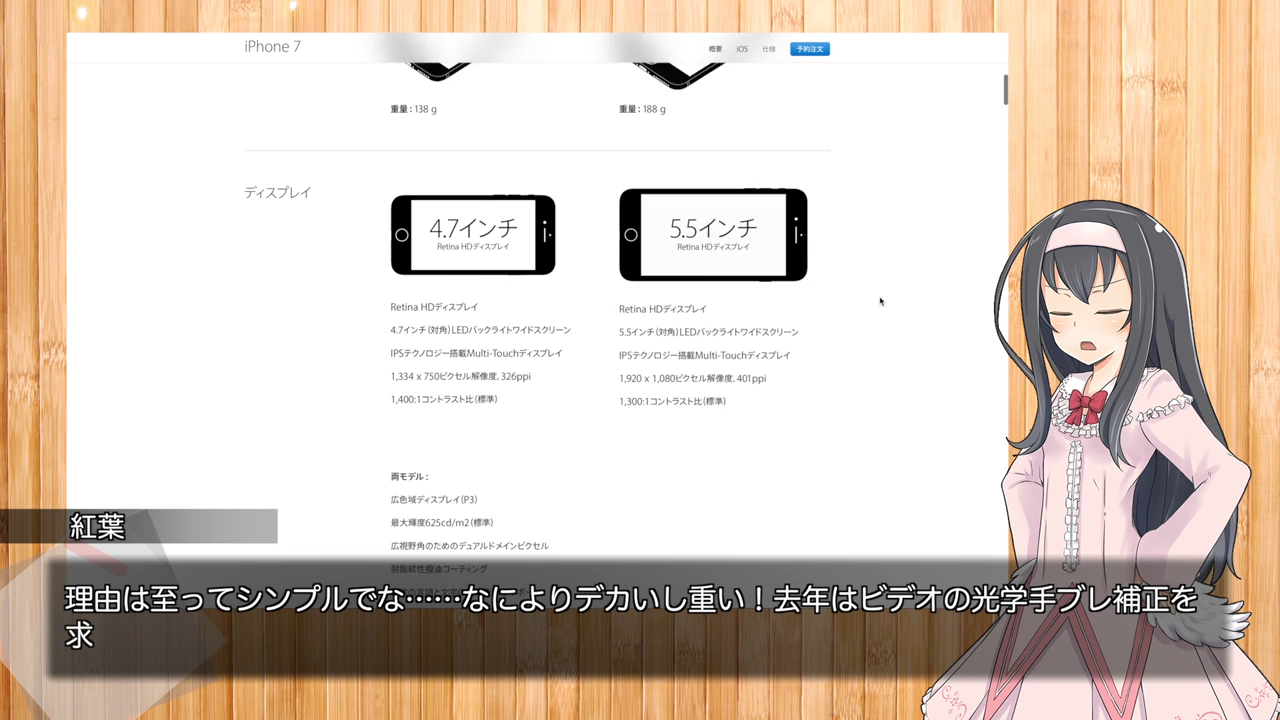 iPhone 7
概要 iOS 仕様 予約注文
重量 : 138 g
重量 : 188 g
ディスプレイ
4.7インチ
Retina HDディスプレイ
5.5インチ
Retina HDディスプレイ
Retina HDディスプレイ
4.7インチ（対角）LEDバックライトワイドスクリーン
IPSテクノロジー搭載Multi-Touchディスプレイ
1,334 x 750ピクセル解像度、326ppi
1,400:1コントラスト比（標準）
Retina HDディスプレイ
5.5インチ（対角）LEDバックライトワイドスクリーン
IPSテクノロジー搭載Multi-Touchディスプレイ
1,920 x 1,080ピクセル解像度、401ppi
1,300:1コントラスト比（標準）
両モデル :
広色域ディスプレイ（P3）
最大輝度625cd/m2（標準）
広視野角のためのデュアルドメインピクセル
耐指紋性撥油コーティング
紅葉
理由は至ってシンプルでな……なによりデカいし重い！去年はビデオの光学手ブレ補正を
求